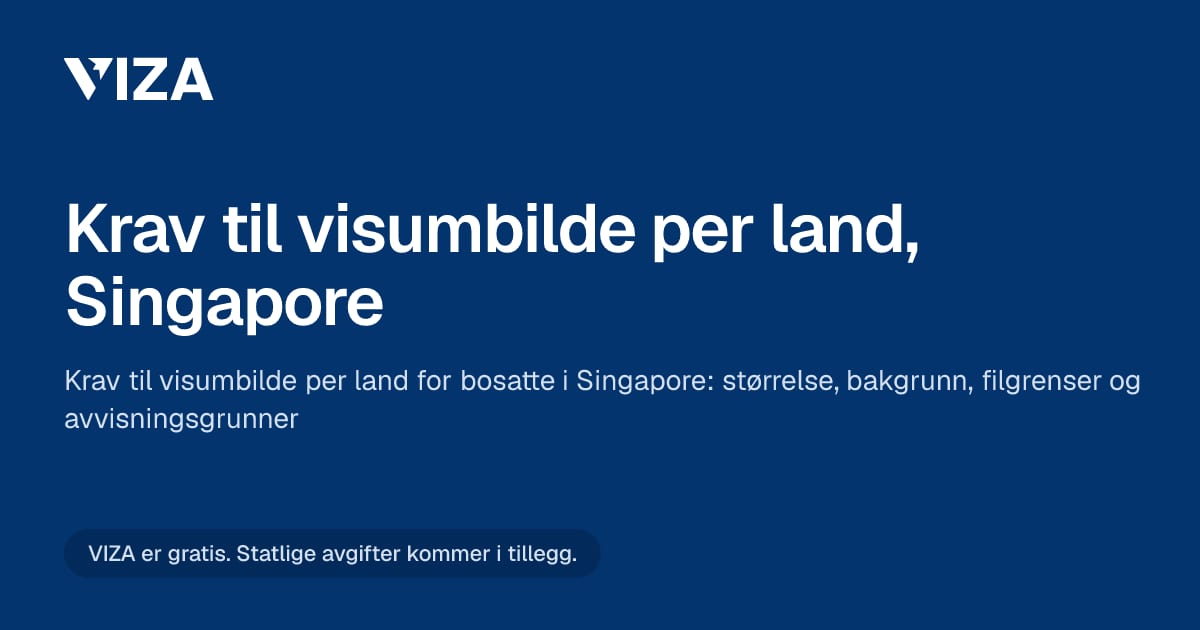 VIZA
Krav til visumbilde per land,
Singapore
Krav til visumbilde per land for bosatte i Singapore: størrelse, bakgrunn, filgrenser og
avvisningsgrunner
VIZA er gratis. Statlige avgifter kommer i tillegg.